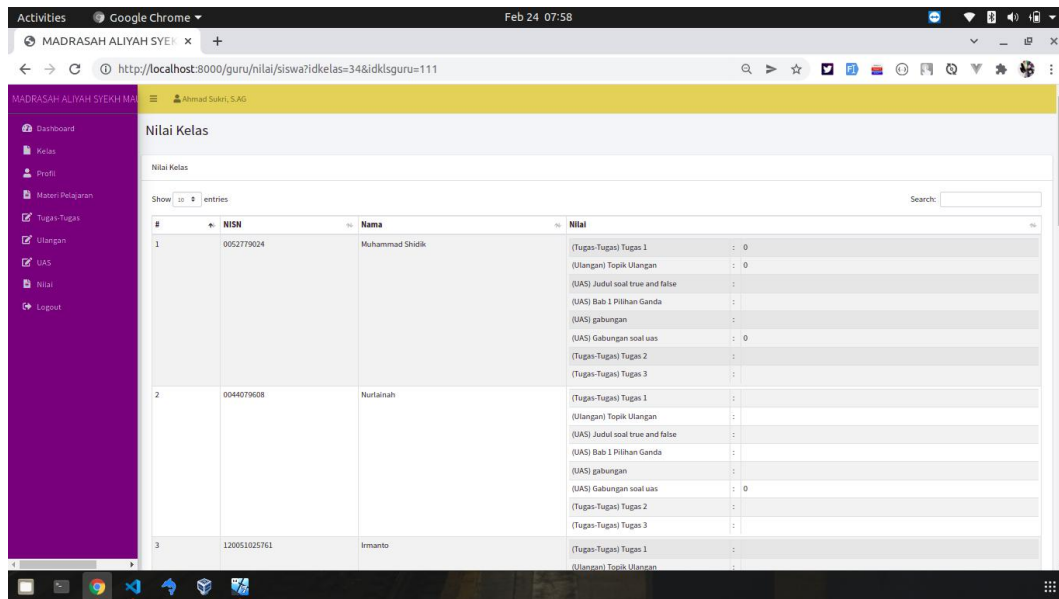 Activities Google Chrome Feb 24 07:58
MADRASAH ALIYAH SYEK
http://localhost:8000/guru/nilai/siswa?idkelas=34&idklsguru=111
MADRASAH ALIYAH SYEKH MA Ahmad Sukri, S.AG
Dashboard
Kelas
Profil
Materi Pelajaran
Tugas-Tugas
Ulangan
UAS
Nilai
Logout
Nilai Kelas
Nilai Kelas
Show 10 entries Search:
# NISN Nama Nilai
1 0052779024 Muhammad Shidik (Tugas-Tugas) Tugas 1 : 0
(Ulangan) Topik Ulangan : 0
(UAS) Judul soal true and false :
(UAS) Bab 1 Pilihan Ganda :
(UAS) gabungan :
(UAS) Gabungan soal uas : 0
(Tugas-Tugas) Tugas 2 :
(Tugas-Tugas) Tugas 3 :
2 0044079608 Nurlainah (Tugas-Tugas) Tugas 1 :
(Ulangan) Topik Ulangan :
(UAS) Judul soal true and false :
(UAS) Bab 1 Pilihan Ganda :
(UAS) gabungan :
(UAS) Gabungan soal uas : 0
(Tugas-Tugas) Tugas 2 :
(Tugas-Tugas) Tugas 3 :
3 120051025761 Irmanto (Tugas-Tugas) Tugas 1 :
(Ulangan) Topik Ulangan :